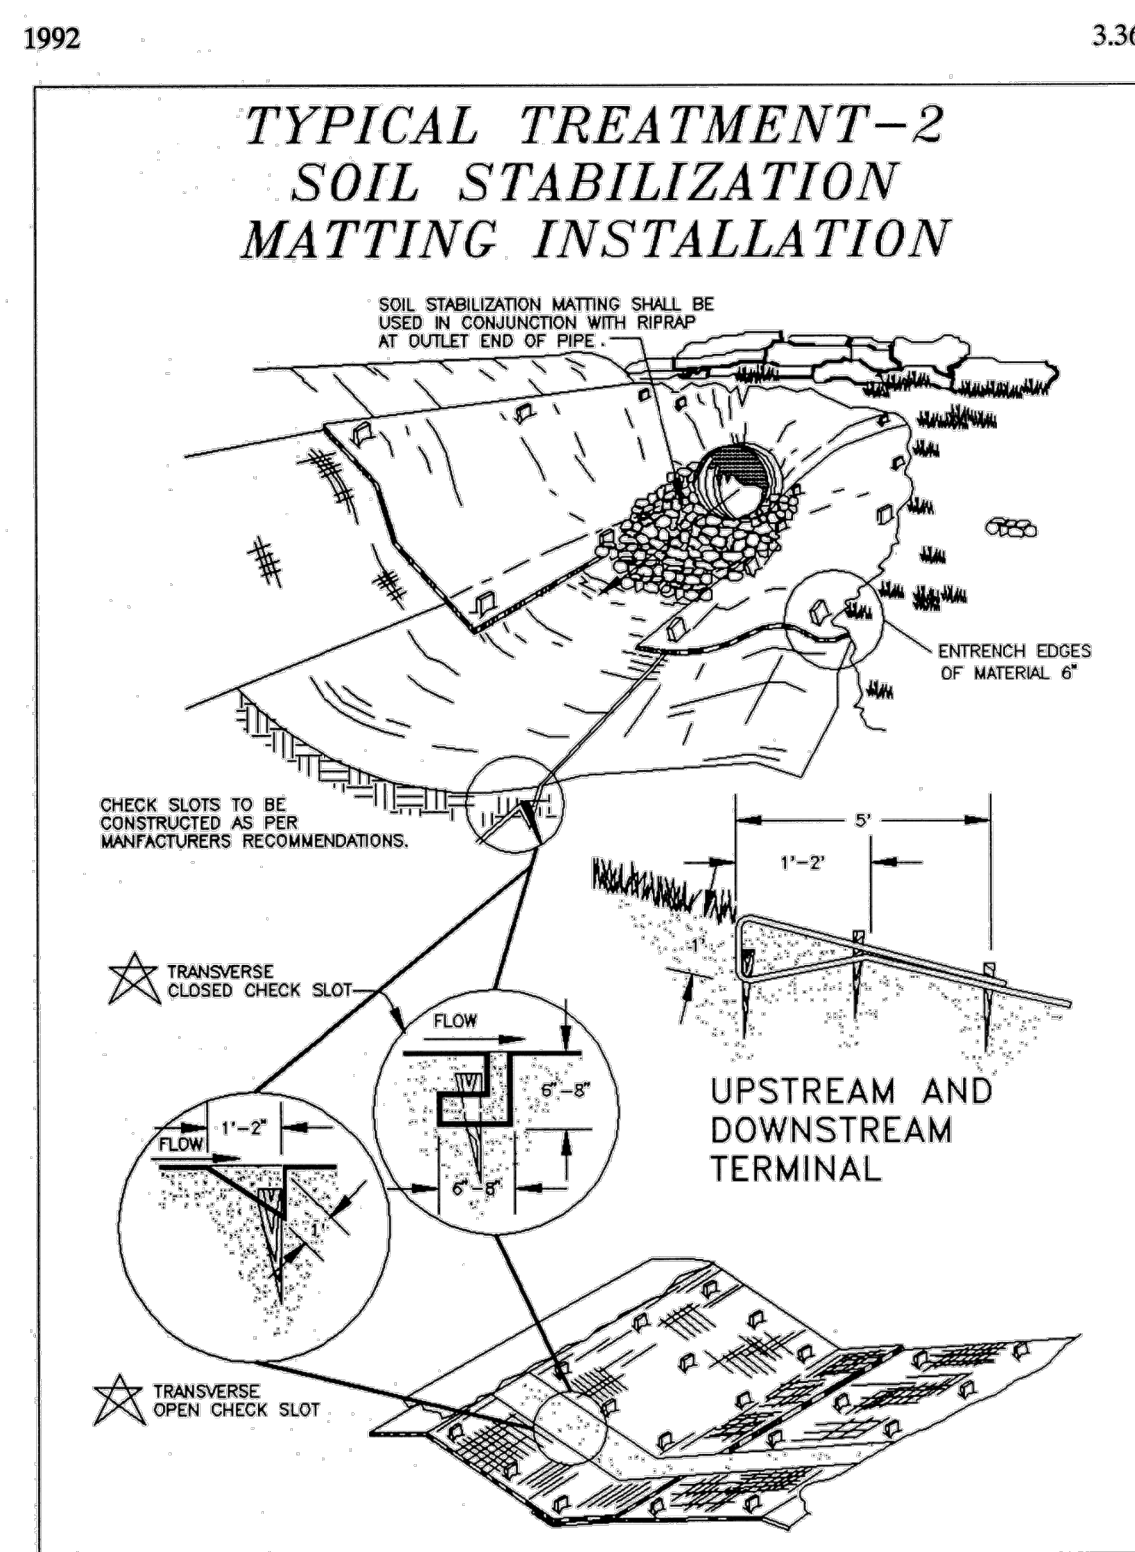 1992
3.36
TYPICAL TREATMENT-2
SOIL STABILIZATION
MATTING INSTALLATION
SOIL STABILIZATION MATTING SHALL BE
USED IN CONJUNCTION WITH RIPRAP
AT OUTLET END OF PIPE.
ENTRENCH EDGES
OF MATERIAL 6"
CHECK SLOTS TO BE
CONSTRUCTED AS PER
MANFACTURERS RECOMMENDATIONS.
5'
1'-2'
1'
TRANSVERSE
CLOSED CHECK SLOT
FLOW
6"-8"
6"-8"
UPSTREAM AND
DOWNSTREAM
TERMINAL
1'-2"
FLOW
1'
TRANSVERSE
OPEN CHECK SLOT